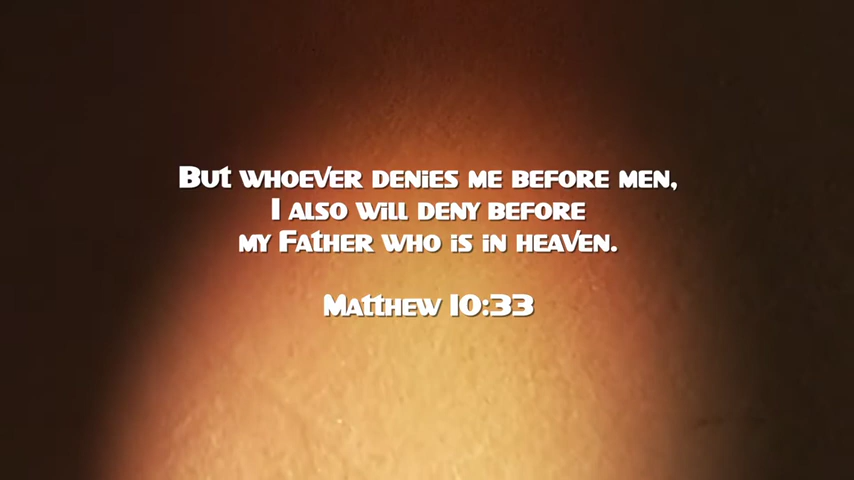 But whoever denies me before men,
I also will deny before
my Father who is in heaven.
Matthew 10:33